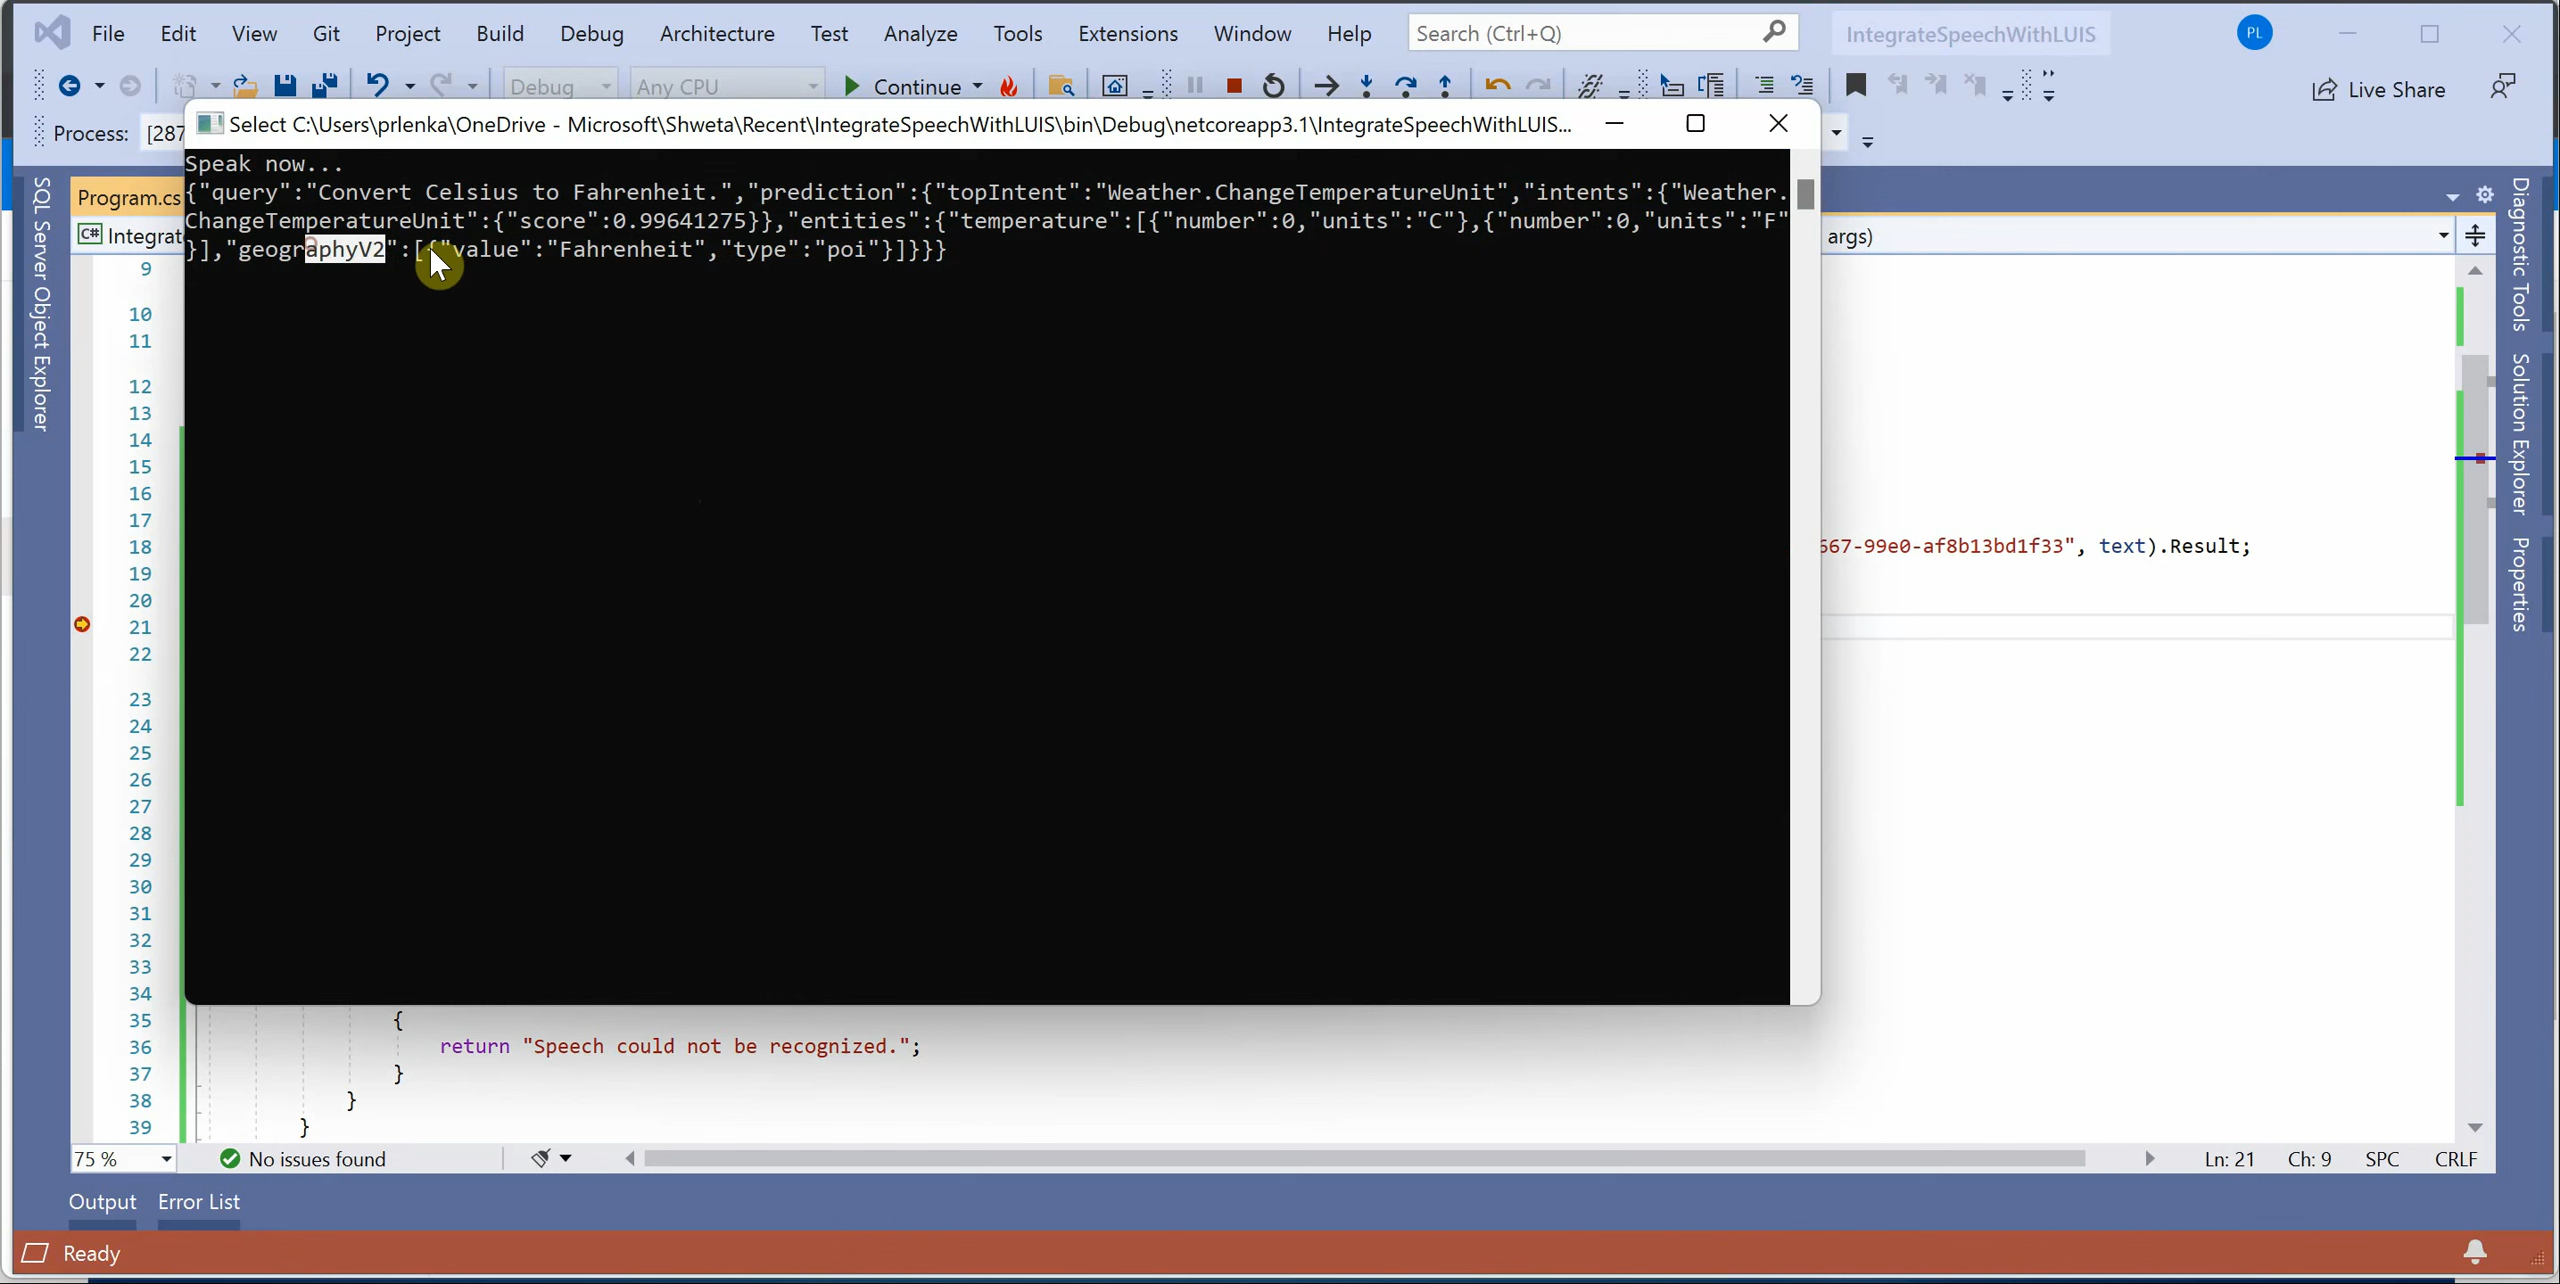 File Edit View Git Project Build Debug Architecture Test Analyze Tools Extensions Window Help Search (Ctrl+Q) IntegrateSpeechWithLUIS PL
Debug Any CPU Continue Live Share
Process: [287
Select C:\Users\prlenka\OneDrive - Microsoft\Shweta\Recent\IntegrateSpeechWithLUIS\bin\Debug\netcoreapp3.1\IntegrateSpeechWithLUIS...
Speak now...
{"query":"Convert Celsius to Fahrenheit.","prediction":{"topIntent":"Weather.ChangeTemperatureUnit","intents":{"Weather.
ChangeTemperatureUnit":{"score":0.99641275}},"entities":{"temperature":[{"number":0,"units":"C"},{"number":0,"units":"F"
}],"geographyV2":[{"value":"Fahrenheit","type":"poi"}]}}}
SQL Server Object Explorer
Program.cs
C# Integrat
args)
Diagnostic Tools
Solution Explorer
Properties
9
10
11
12
13
14
15
16
17
18 667-99e0-af8b13bd1f33", text).Result;
19
20
21
22
23
24
25
26
27
28
29
30
31
32
33
34
35 {
36 return "Speech could not be recognized.";
37 }
38 }
39 }
75 % No issues found Ln: 21 Ch: 9 SPC CRLF
Output Error List
Ready